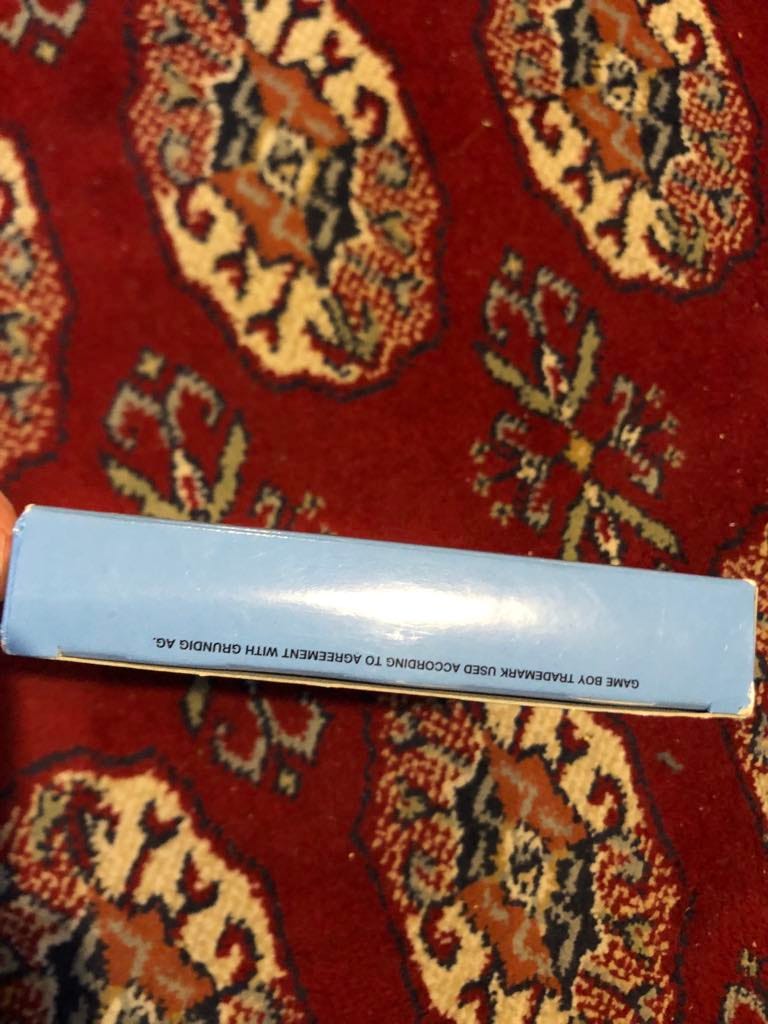 GAME BOY TRADEMARK USED ACCORDING TO AGREEMENT WITH GRUNDIG AG.